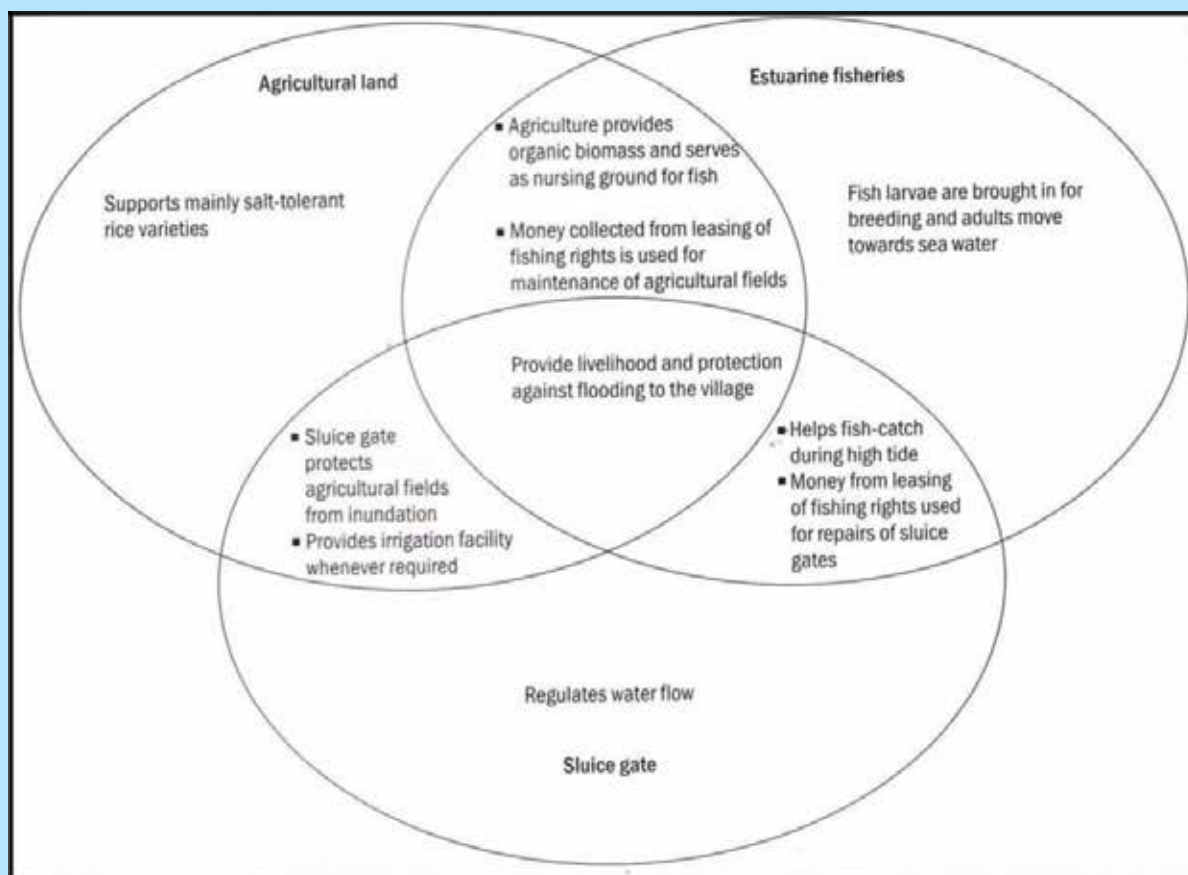 Agricultural land
Estuarine fisheries
▪ Agriculture provides
organic biomass and serves
as nursing ground for fish
Supports mainly salt-tolerant
rice varieties
Fish larvae are brought in for
breeding and adults move
towards sea water
▪ Money collected from leasing of
fishing rights is used for
maintenance of agricultural fields
Provide livelihood and protection
against flooding to the village
▪ Sluice gate
protects
agricultural fields
from inundation
▪ Provides irrigation facility
whenever required
▪ Helps fish-catch
during high tide
▪ Money from leasing
of fishing rights used
for repairs of sluice
gates
Regulates water flow
Sluice gate